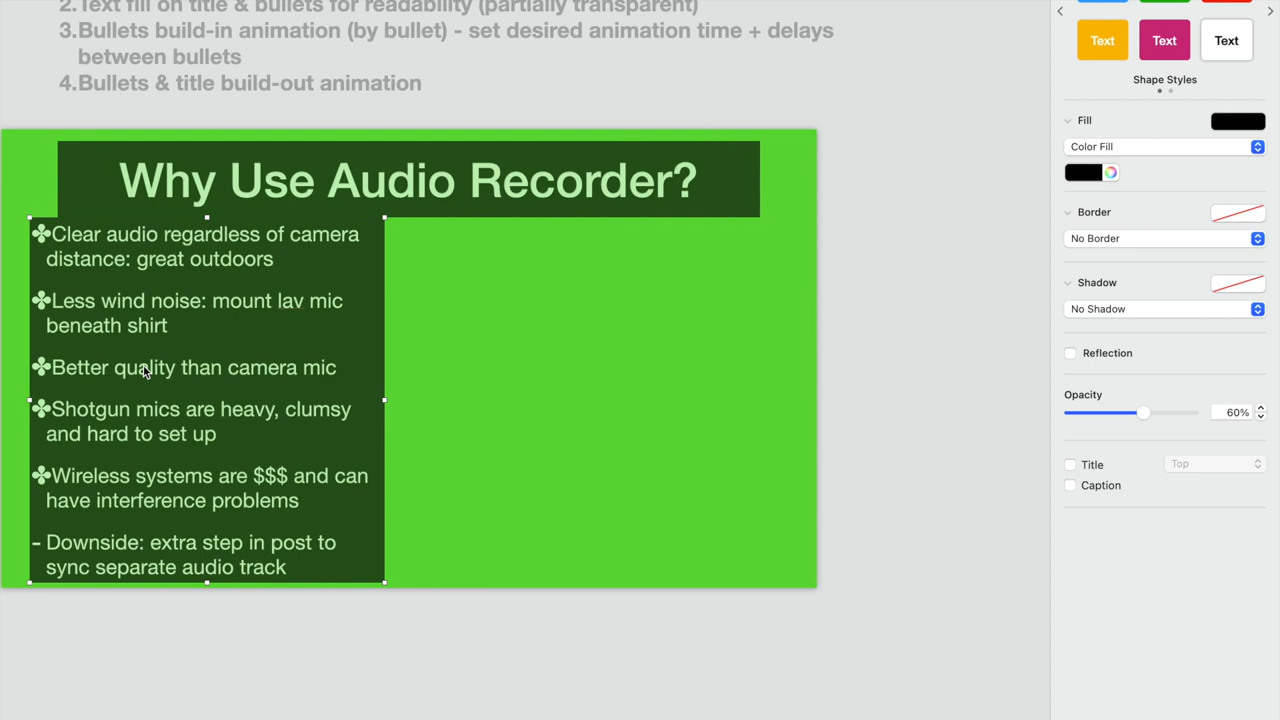 2.Text fill on title & bullets for readability (partially transparent)
3.Bullets build-in animation (by bullet) - set desired animation time + delays
between bullets
4.Bullets & title build-out animation
Why Use Audio Recorder?
✤Clear audio regardless of camera
distance: great outdoors
✤Less wind noise: mount lav mic
beneath shirt
✤Better quality than camera mic
✤Shotgun mics are heavy, clumsy
and hard to set up
✤Wireless systems are $$$ and can
have interference problems
– Downside: extra step in post to
sync separate audio track
Text Text Text
Shape Styles
Fill
Color Fill
Border
No Border
Shadow
No Shadow
Reflection
Opacity
60%
Title Top
Caption